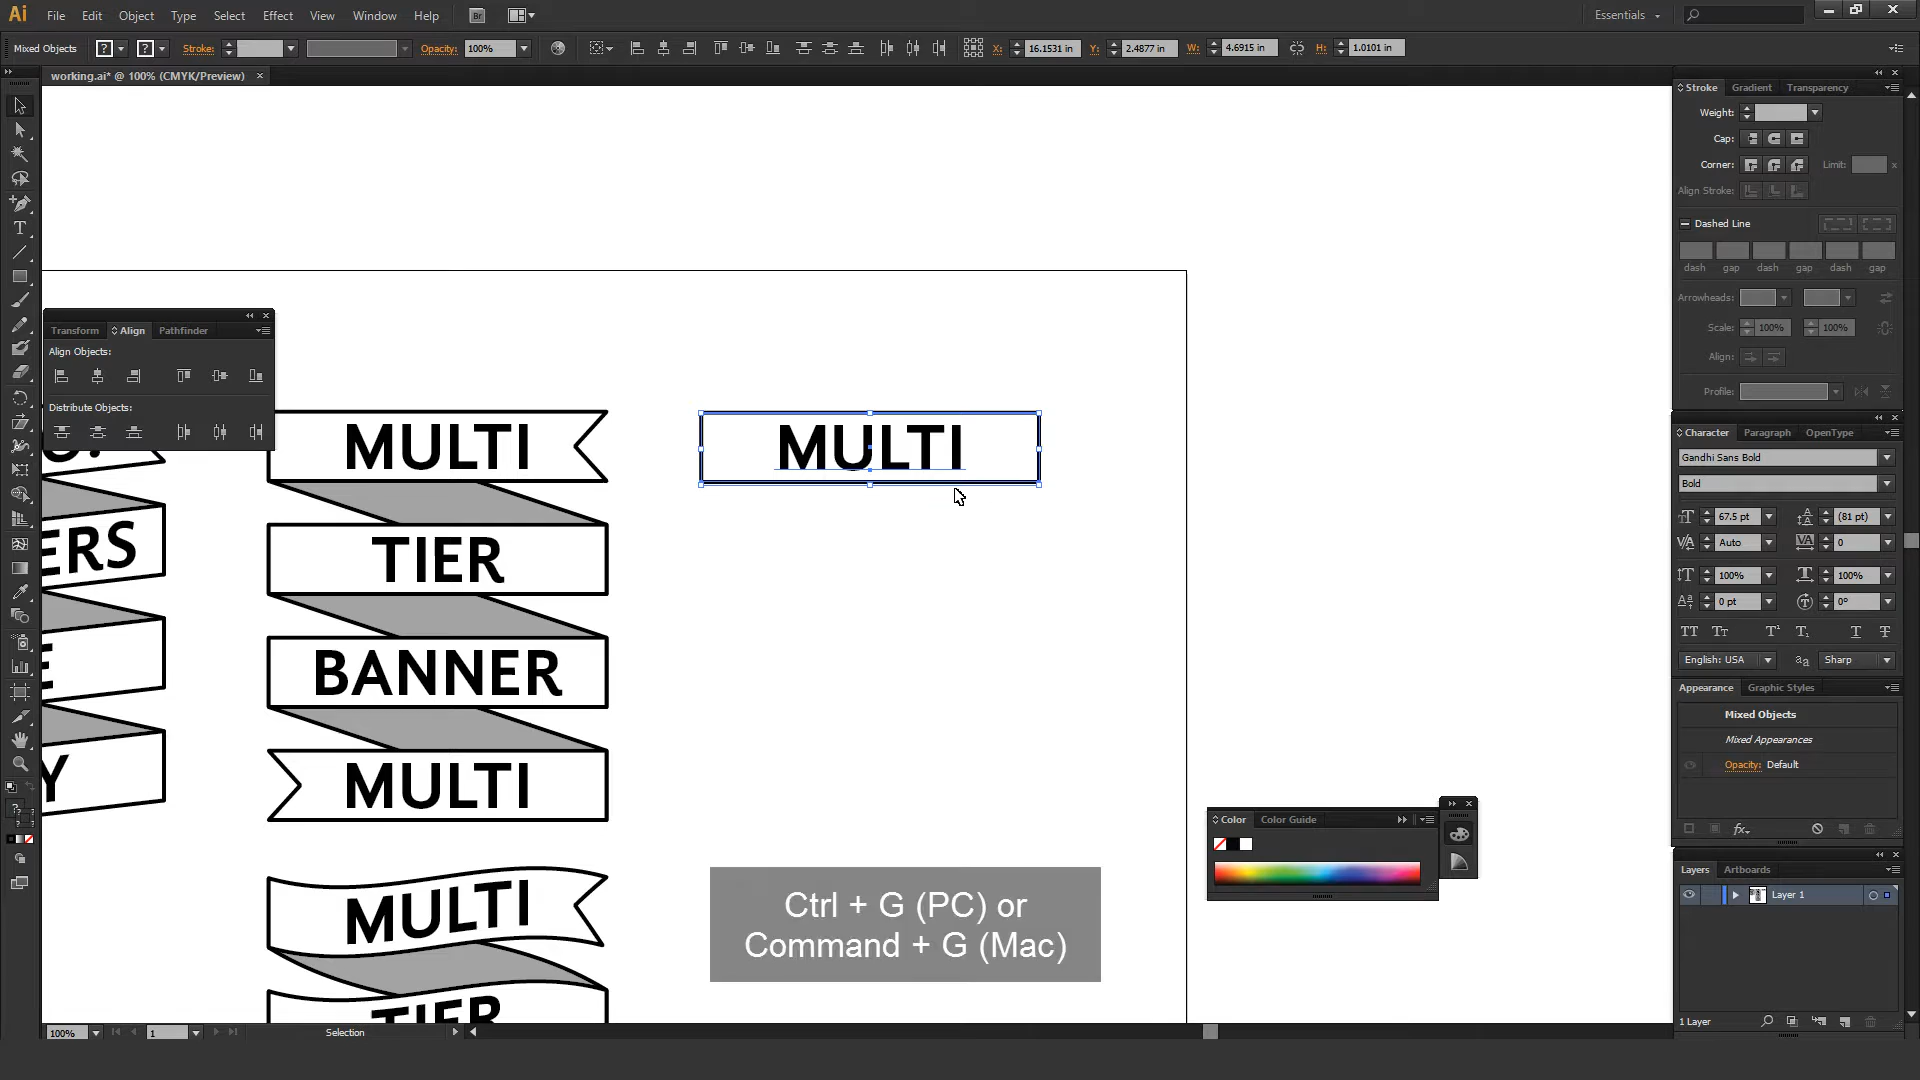 Ai File Edit Object Type Select Effect View Window Help Br Essentials
Mixed Objects ? ? Stroke: Opacity: 100% X: 16.1531 in Y: 2.4877 in W: 4.6915 in H: 1.0101 in
working.ai* @ 100% (CMYK/Preview) ×
Stroke Gradient Transparency
Weight:
Cap:
Corner: Limit: x
Align Stroke:
Dashed Line
dash gap dash gap dash gap
Arrowheads:
Scale: 100% 100%
Align:
Profile:
Transform Align Pathfinder
Align Objects:
Distribute Objects:
MULTI
TIER
BANNER
MULTI
MULTI
TIER
ERS
E
Y
MULTI
Ctrl + G (PC) or
Command + G (Mac)
Color Color Guide
Character Paragraph OpenType
Gandhi Sans Bold
Bold
67.5 pt (81 pt)
Auto 0
100% 100%
0 pt 0°
English: USA Sharp
Appearance Graphic Styles
Mixed Objects
Mixed Appearances
Opacity: Default
fx
Layers Artboards
Layer 1
1 Layer
100% 1 Selection